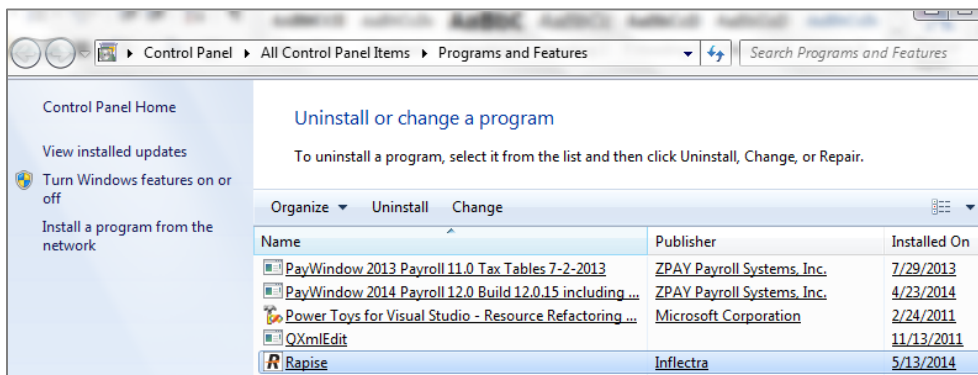 Control Panel ▸ All Control Panel Items ▸ Programs and Features Search Programs and Features
Control Panel Home
View installed updates
Turn Windows features on or
off
Install a program from the
network
Uninstall or change a program
To uninstall a program, select it from the list and then click Uninstall, Change, or Repair.
Organize Uninstall Change
Name Publisher Installed On
PayWindow 2013 Payroll 11.0 Tax Tables 7-2-2013 ZPAY Payroll Systems, Inc. 7/29/2013
PayWindow 2014 Payroll 12.0 Build 12.0.15 including ... ZPAY Payroll Systems, Inc. 4/23/2014
Power Toys for Visual Studio - Resource Refactoring ... Microsoft Corporation 2/24/2011
QXmlEdit 11/13/2011
Rapise Inflectra 5/13/2014